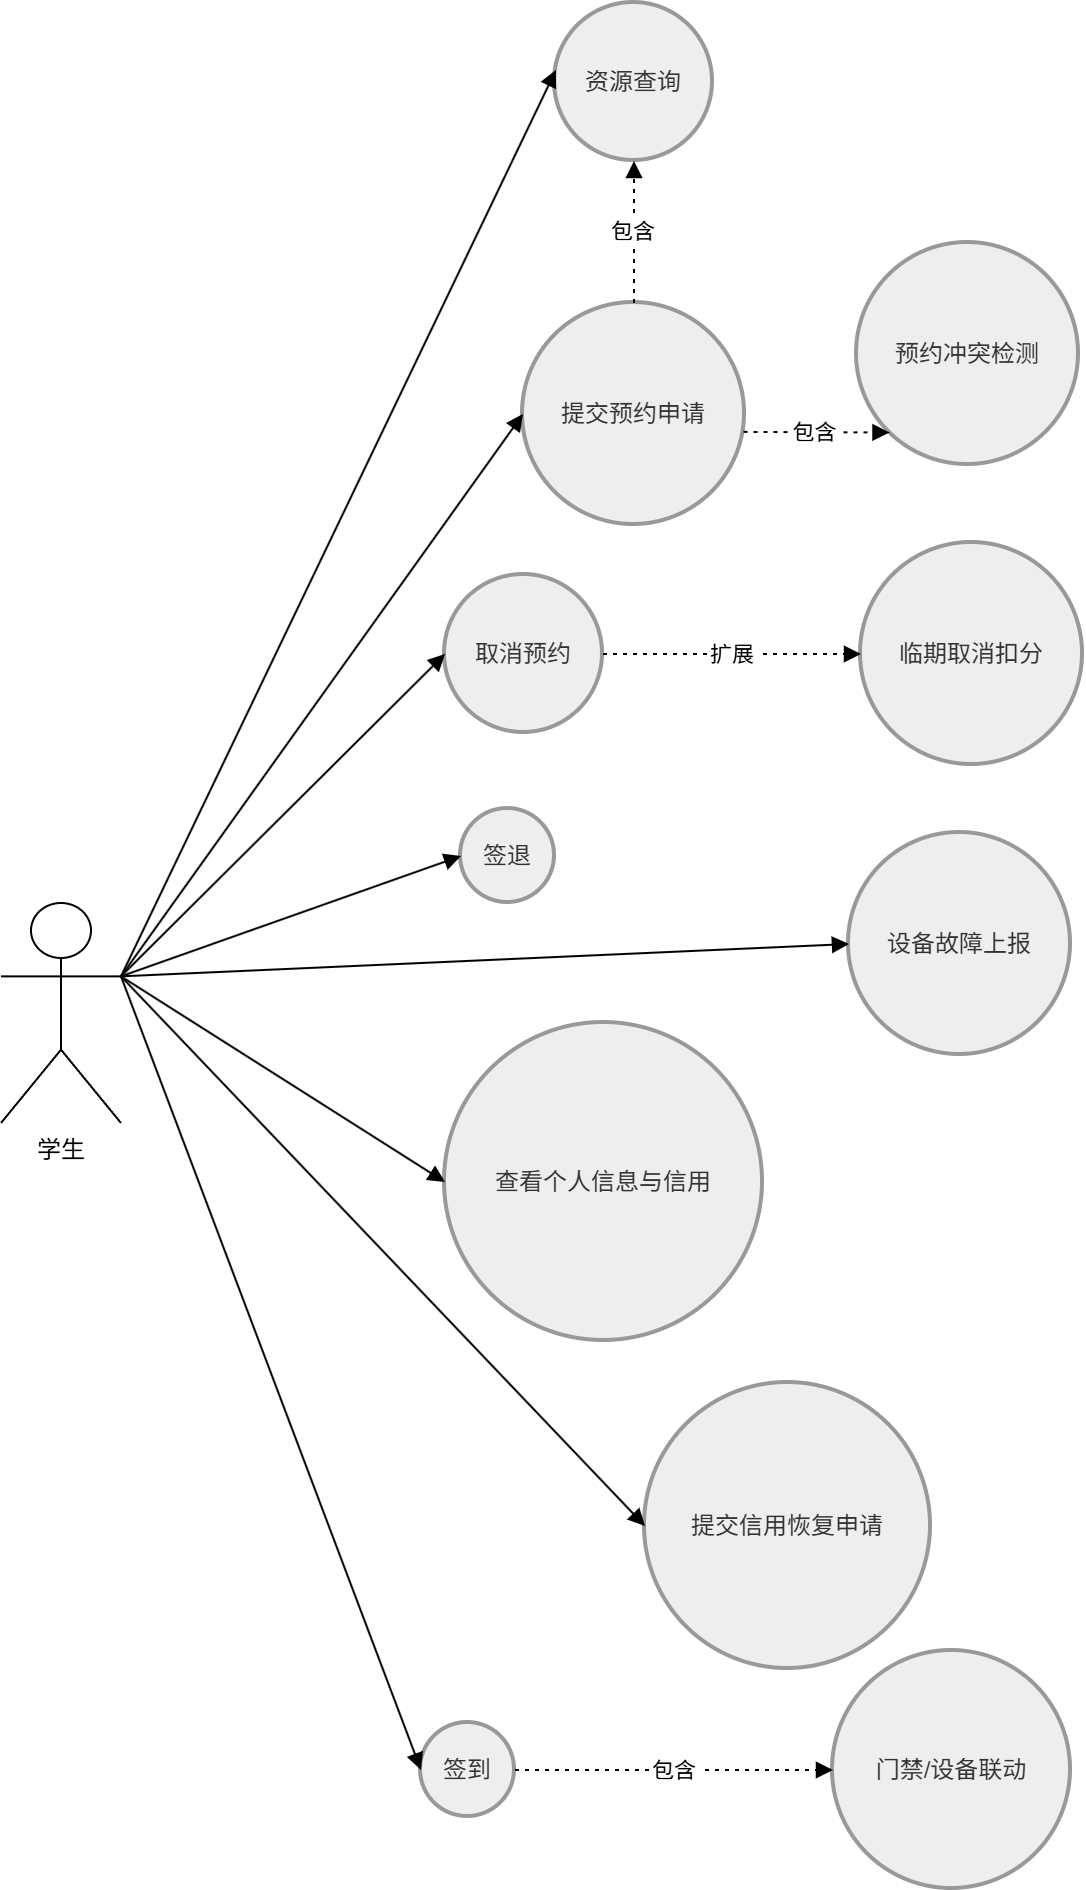 资源查询
包含
预约冲突检测
提交预约申请
包含
取消预约
扩展
临期取消扣分
签退
设备故障上报
学生
查看个人信息与信用
提交信用恢复申请
签到
包含
门禁/设备联动